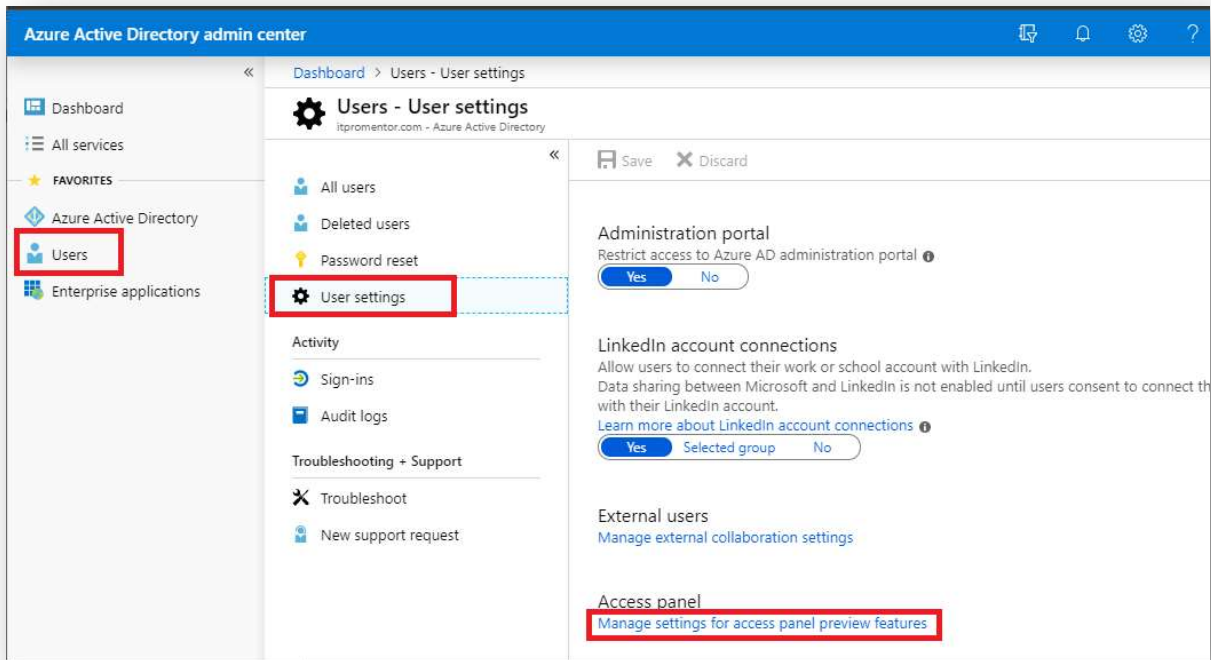 Azure Active Directory admin center
?
«
Dashboard
All services
FAVORITES
Azure Active Directory
Users
Enterprise applications
Dashboard > Users - User settings
Users - User settings
itpromentor.com - Azure Active Directory
«
All users
Deleted users
Password reset
User settings
Activity
Sign-ins
Audit logs
Troubleshooting + Support
Troubleshoot
New support request
Save Discard
Administration portal
Restrict access to Azure AD administration portal
Yes No
LinkedIn account connections
Allow users to connect their work or school account with LinkedIn.
Data sharing between Microsoft and LinkedIn is not enabled until users consent to connect th
with their LinkedIn account.
Learn more about LinkedIn account connections
Yes Selected group No
External users
Manage external collaboration settings
Access panel
Manage settings for access panel preview features